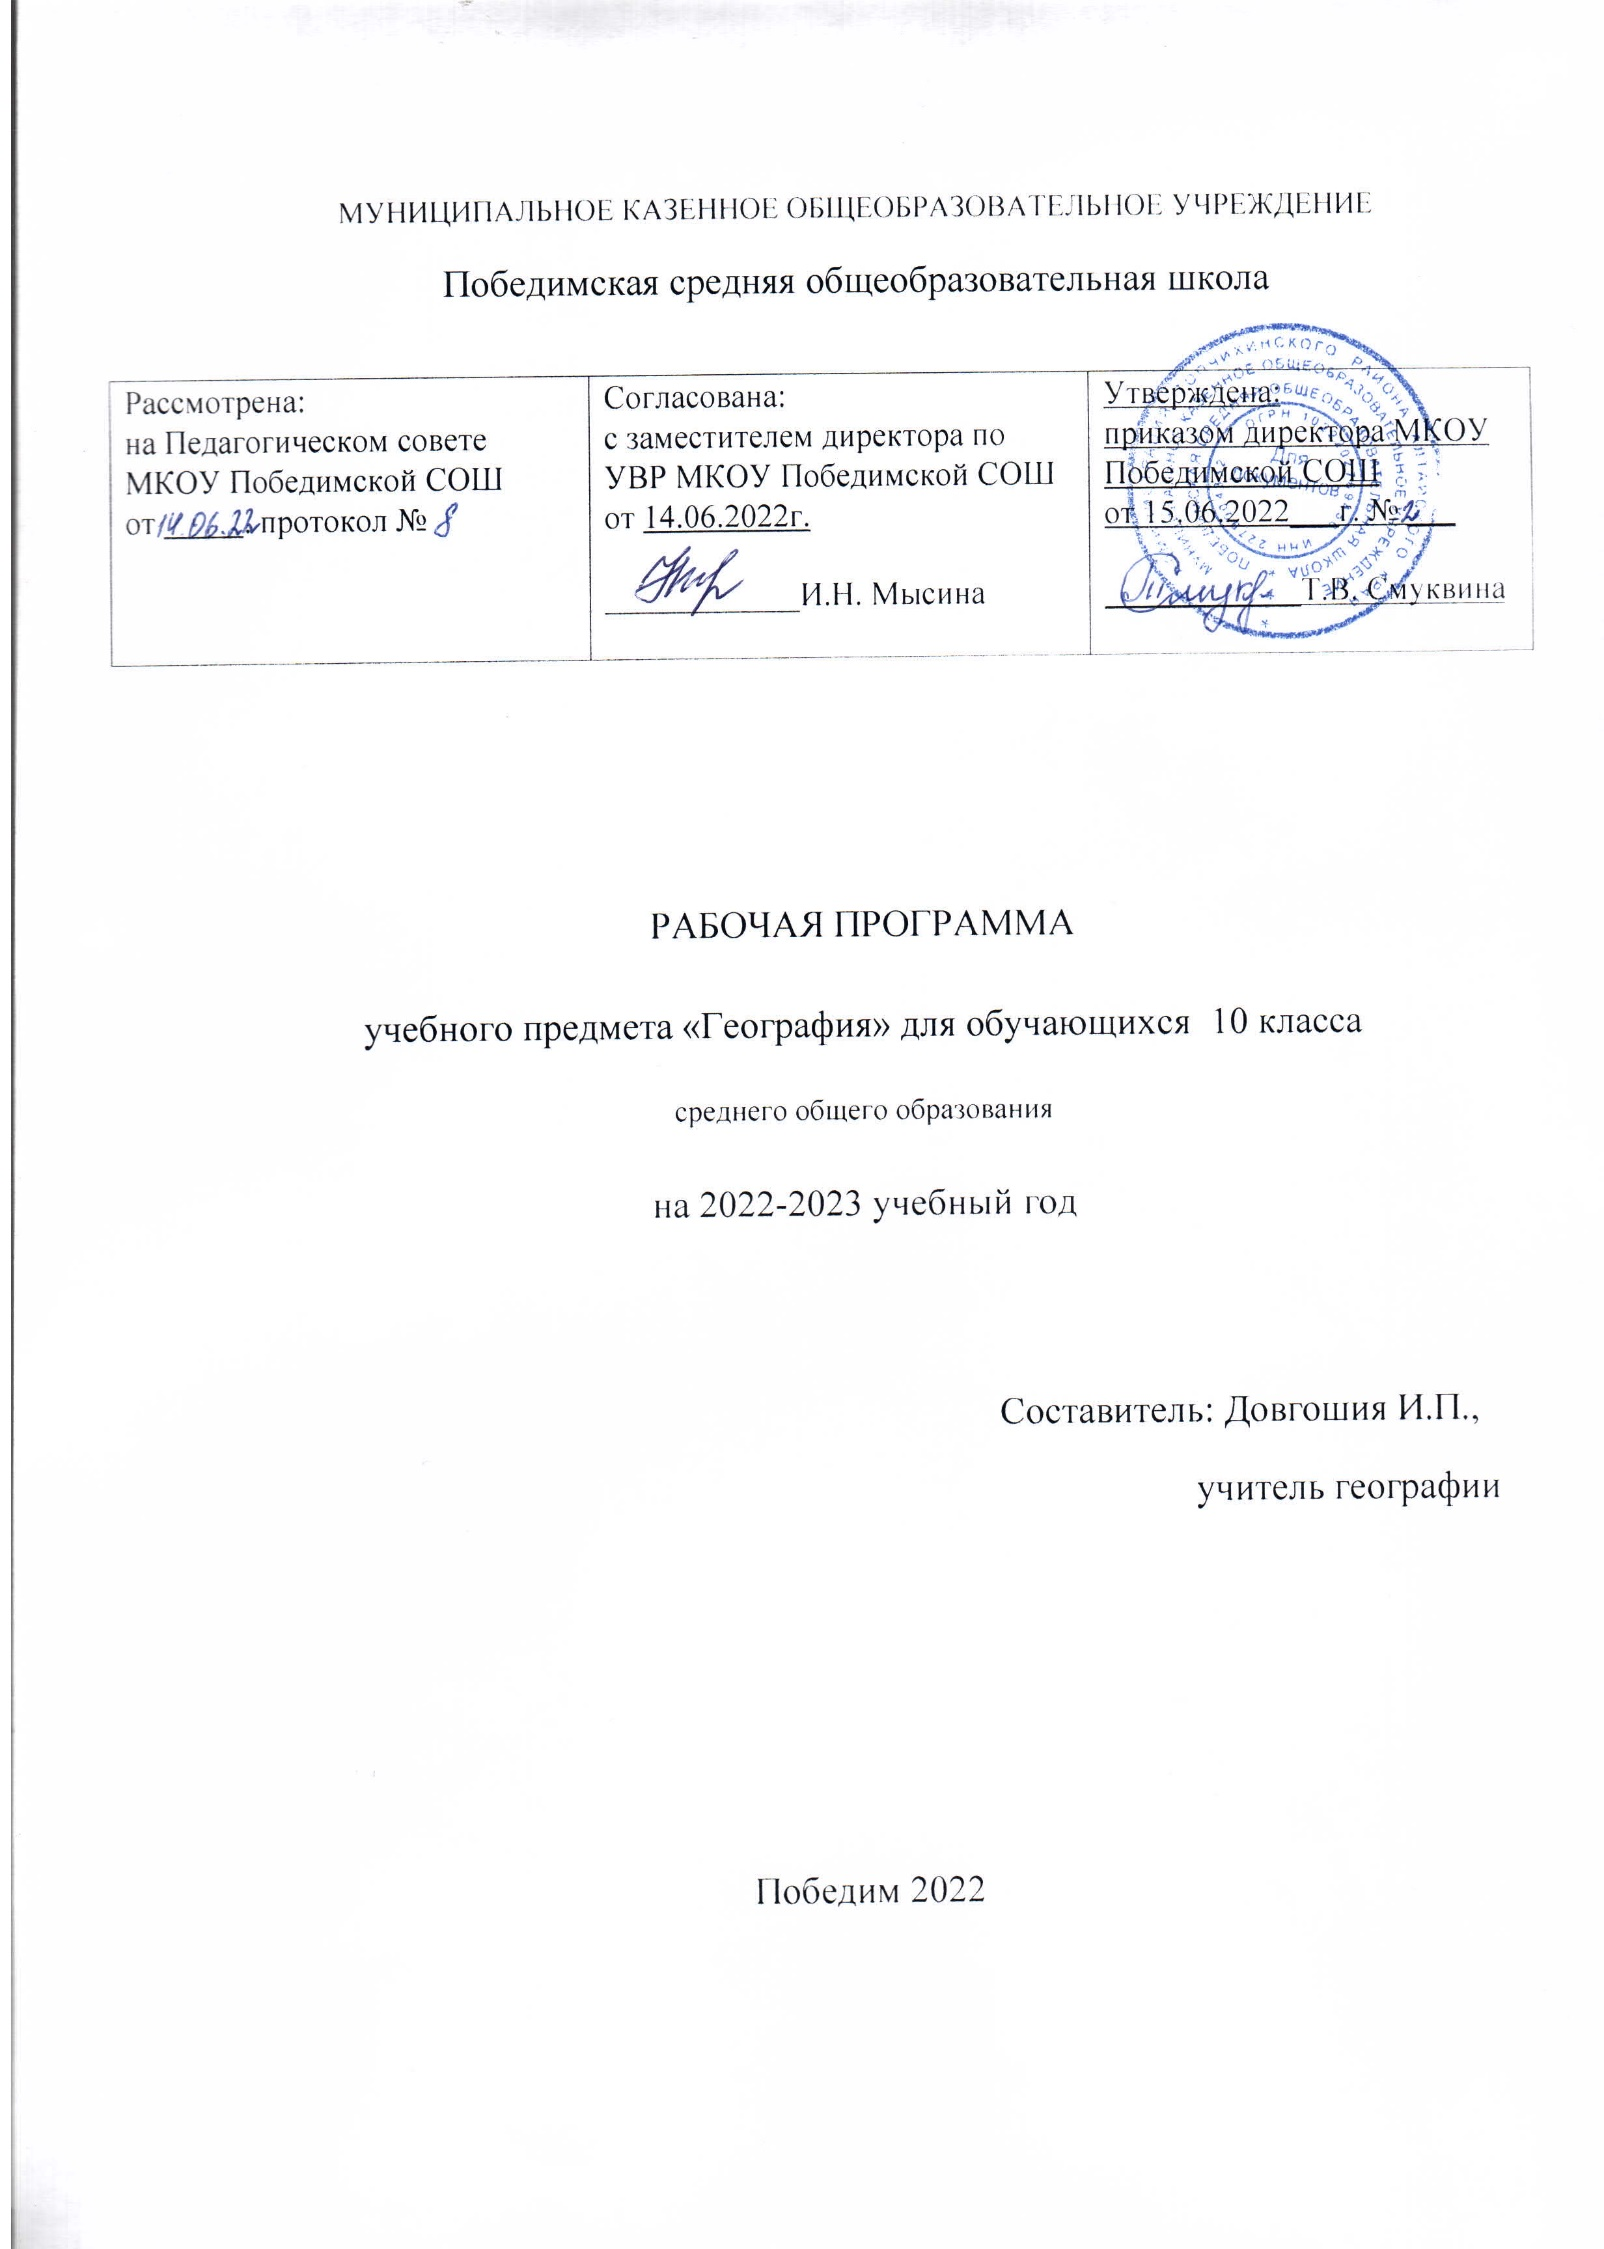 МУНИЦИПАЛЬНОЕ КАЗЕННОЕ ОБЩЕОБРАЗОВАТЕЛЬНОЕ УЧРЕЖДЕНИЕ
Победимская средняя общеобразовательная школа
Рассмотрена:
на Педагогическом совете
МКОУ Победимской СОШ
от 14.06.22 протокол № 8
Согласована:
с заместителем директора по
УВР МКОУ Победимской СОШ
от 14.06.2022г.
И.Н. Мысина
Утверждена:
приказом директора МКОУ
Победимской СОШ
от 15.06.2022 г. № 2
Т.В. Смуквина
Для
документов
РАБОЧАЯ ПРОГРАММА
учебного предмета «География» для обучающихся 10 класса
среднего общего образования
на 2022-2023 учебный год
Составитель: Довгошия И.П.,
учитель географии
Победим 2022